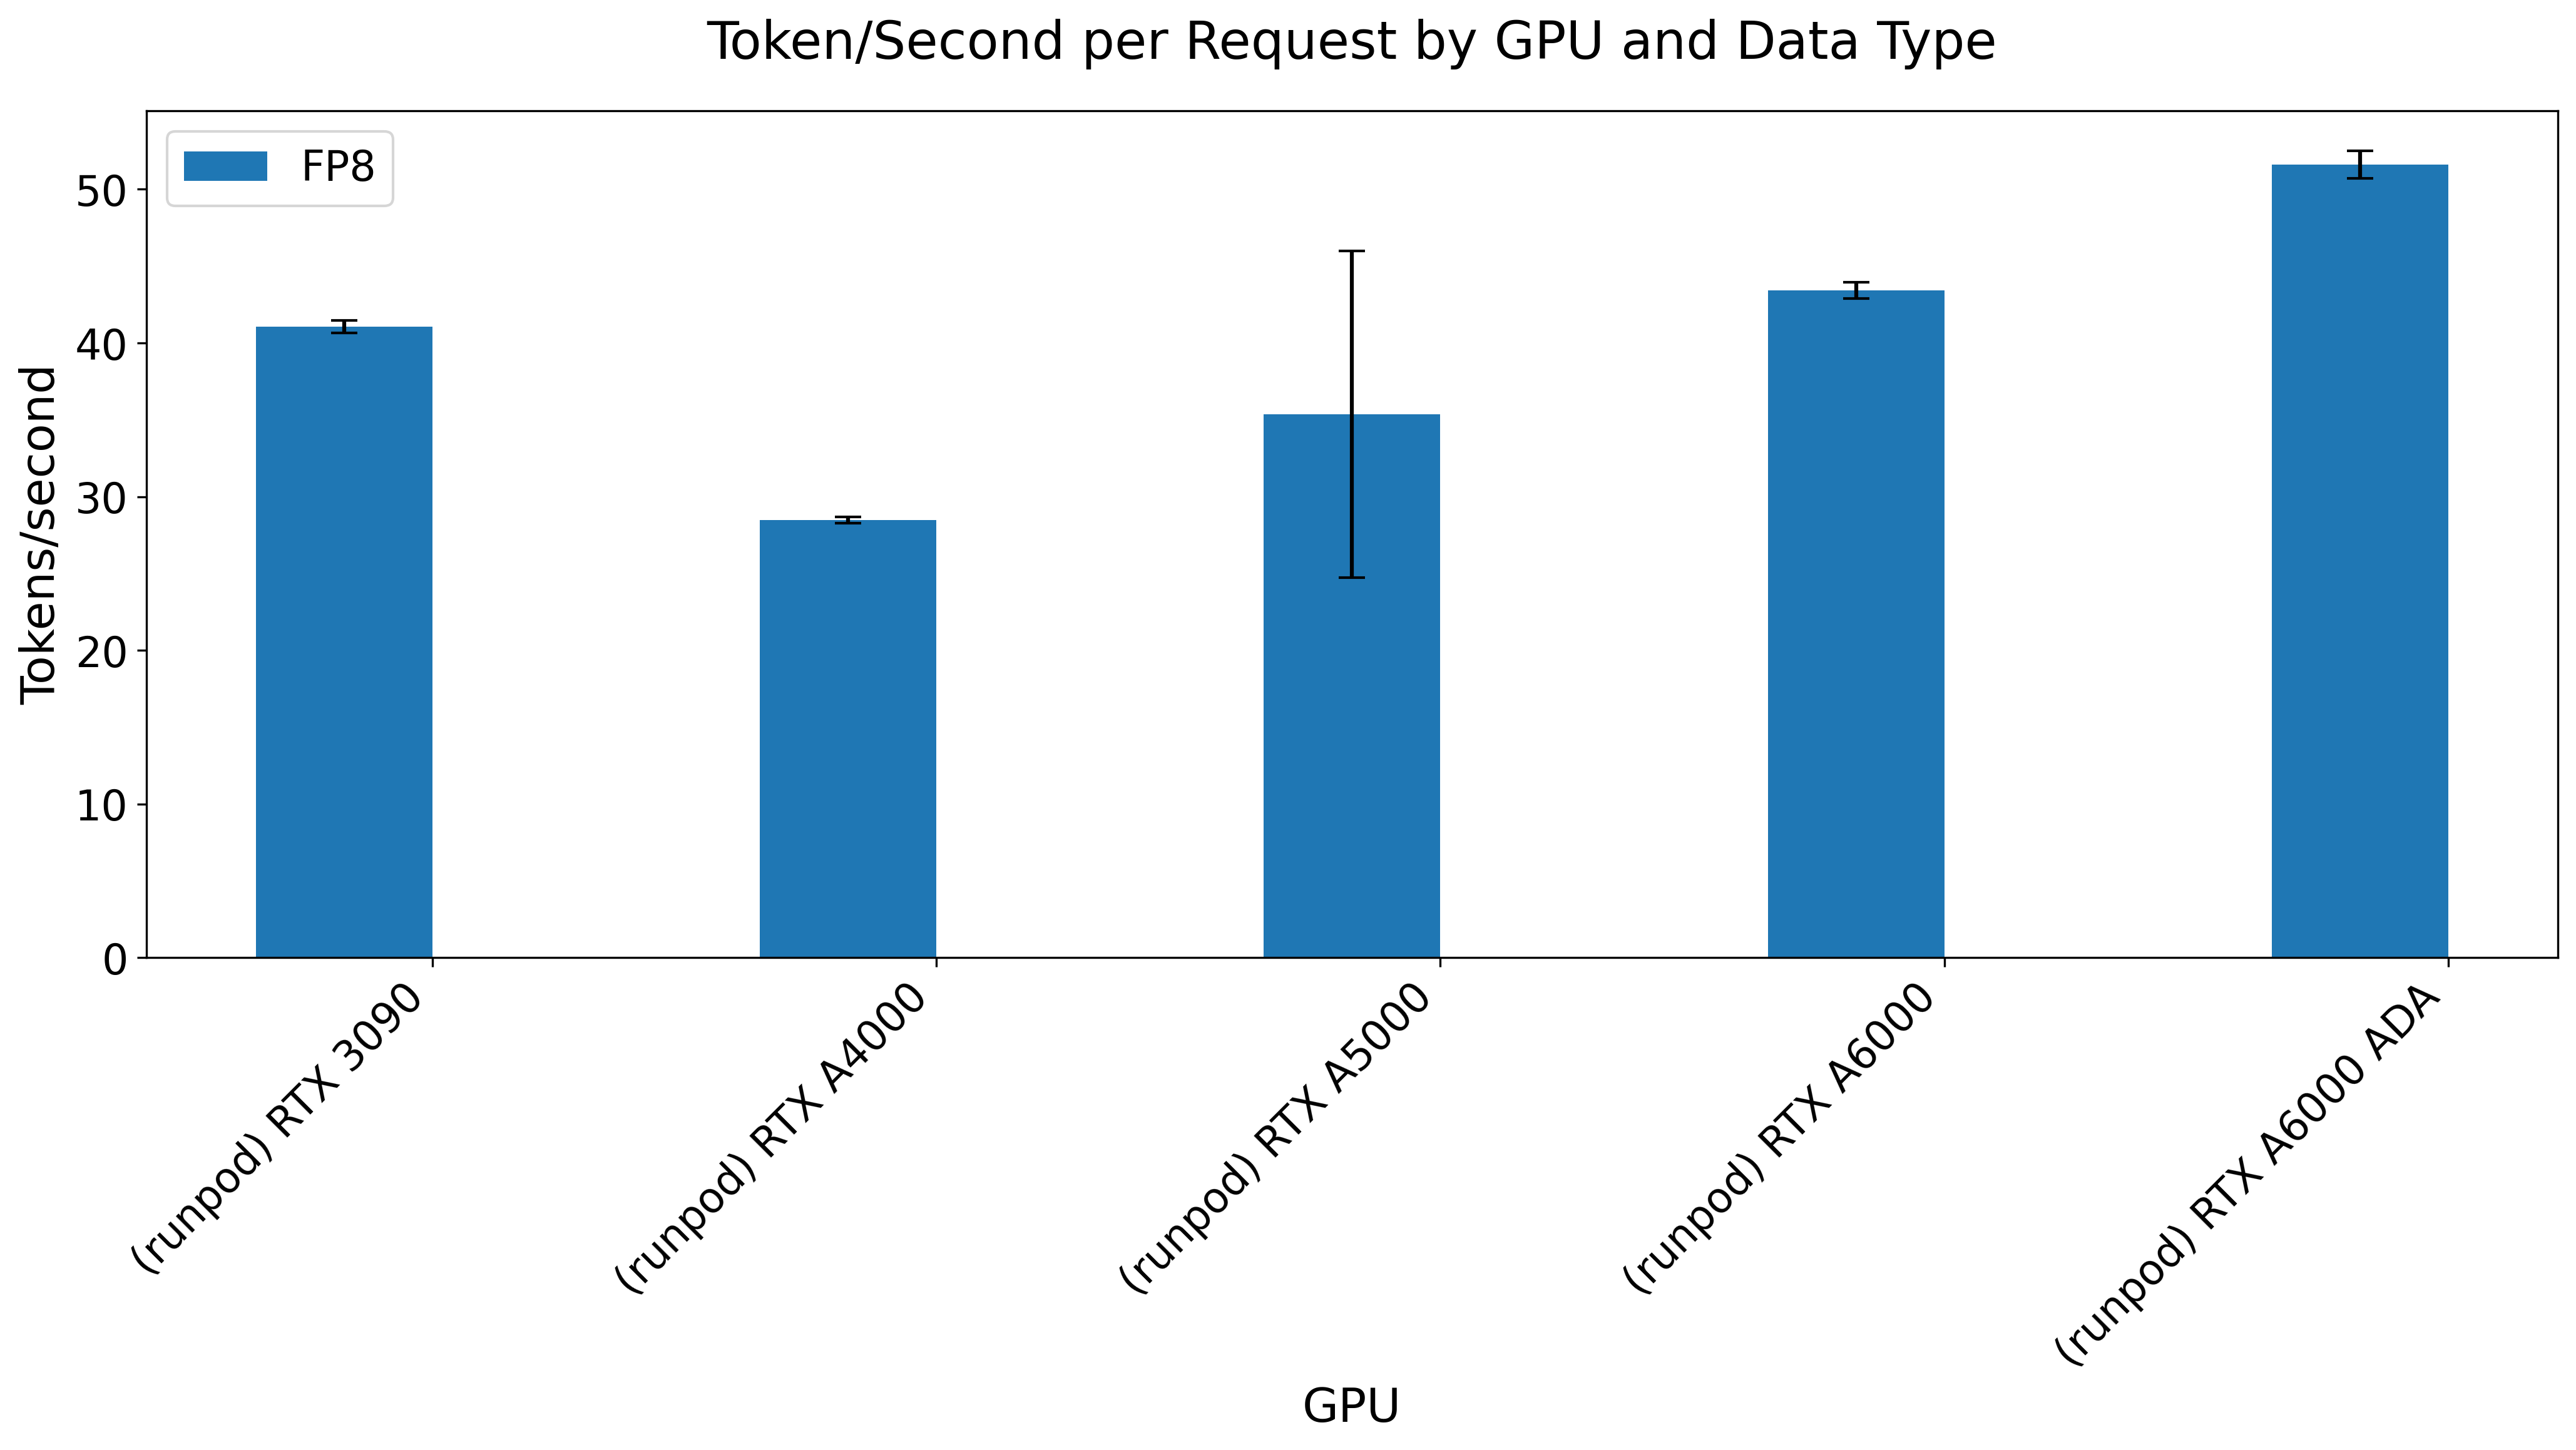 Token/Second per Request by GPU and Data Type
FP8
Tokens/second
50
40
30
20
10
0
(runpod) RTX 3090
(runpod) RTX A4000
(runpod) RTX A5000
(runpod) RTX A6000
(runpod) RTX A6000 ADA
GPU